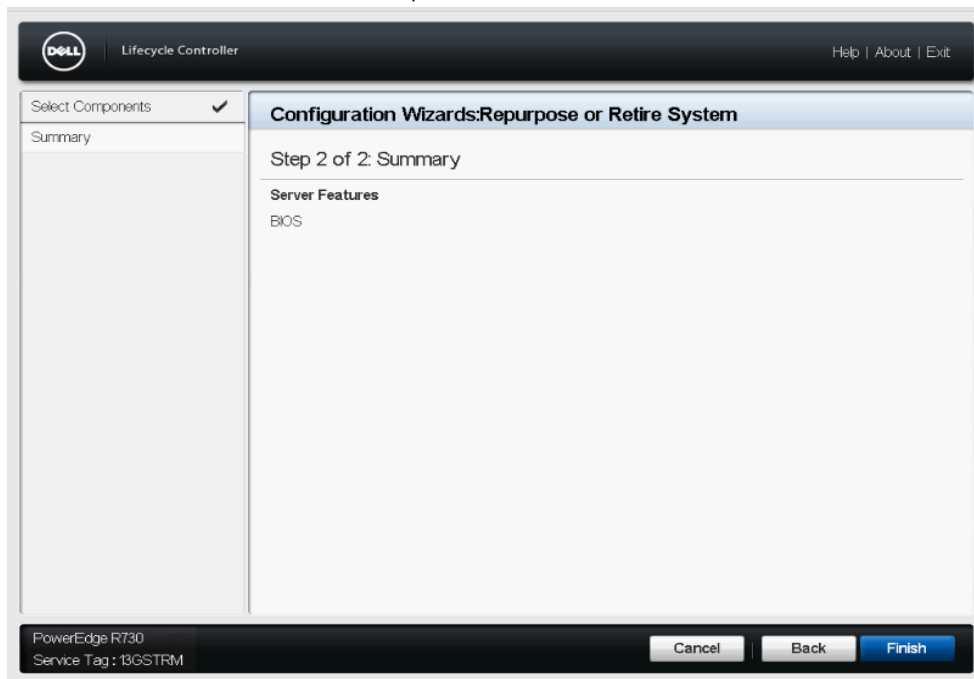 DELL Lifecycle Controller Help | About | Exit
Select Components
Summary
Configuration Wizards:Repurpose or Retire System
Step 2 of 2: Summary
Server Features
BIOS
PowerEdge R730
Service Tag : 13GSTRM
Cancel | Back Finish